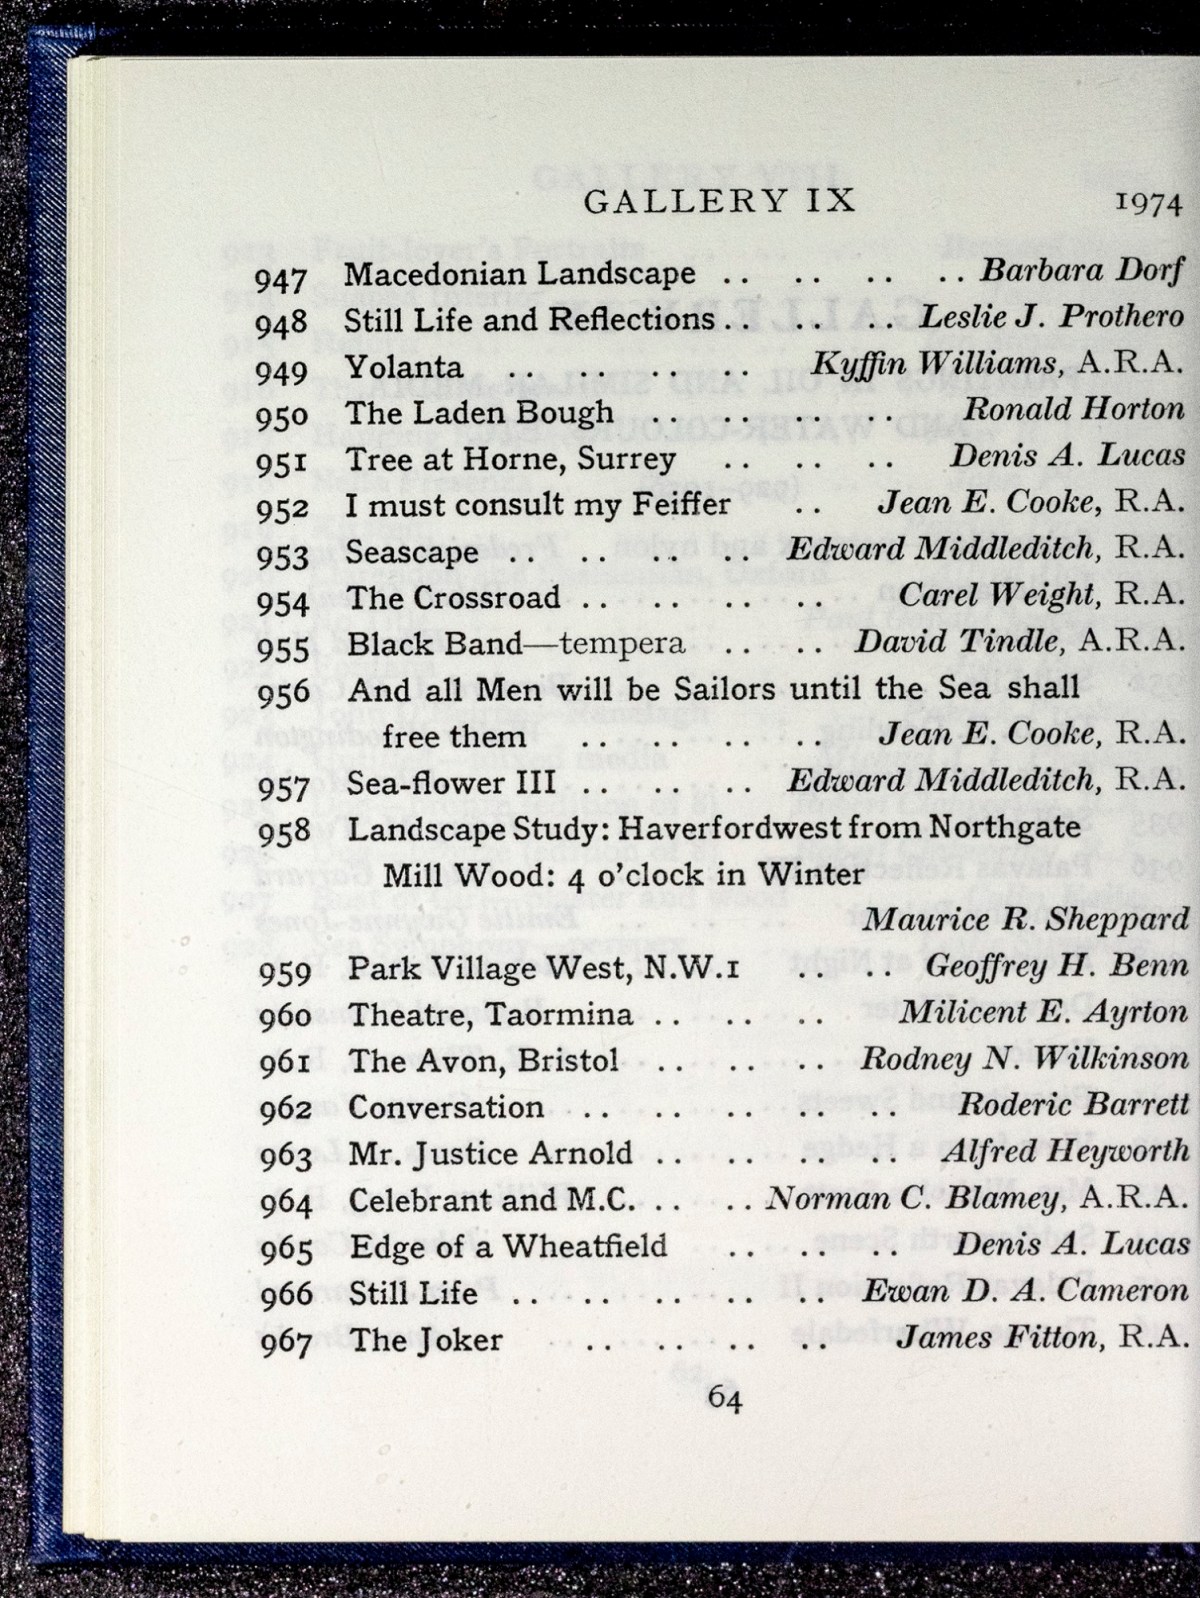 GALLERY IX 1974
947 Macedonian Landscape .. .. .. .. Barbara Dorf
948 Still Life and Reflections .. .. .. Leslie J. Prothero
949 Yolanta .. .. .. .. Kyffin Williams, A.R.A.
950 The Laden Bough .. .. .. .. Ronald Horton
951 Tree at Horne, Surrey .. .. .. Denis A. Lucas
952 I must consult my Feiffer .. Jean E. Cooke, R.A.
953 Seascape .. .. .. .. Edward Middleditch, R.A.
954 The Crossroad .. .. .. .. Carel Weight, R.A.
955 Black Band—tempera .. .. David Tindle, A.R.A.
956 And all Men will be Sailors until the Sea shall
free them .. .. .. .. Jean E. Cooke, R.A.
957 Sea-flower III .. .. .. Edward Middleditch, R.A.
958 Landscape Study: Haverfordwest from Northgate
Mill Wood: 4 o'clock in Winter
Maurice R. Sheppard
959 Park Village West, N.W.1 .. .. Geoffrey H. Benn
960 Theatre, Taormina .. .. .. Milicent E. Ayrton
961 The Avon, Bristol .. .. .. Rodney N. Wilkinson
962 Conversation .. .. .. .. .. Roderic Barrett
963 Mr. Justice Arnold .. .. .. .. Alfred Heyworth
964 Celebrant and M.C. .. .. Norman C. Blamey, A.R.A.
965 Edge of a Wheatfield .. .. .. Denis A. Lucas
966 Still Life .. .. .. .. .. Ewan D. A. Cameron
967 The Joker .. .. .. .. James Fitton, R.A.
64